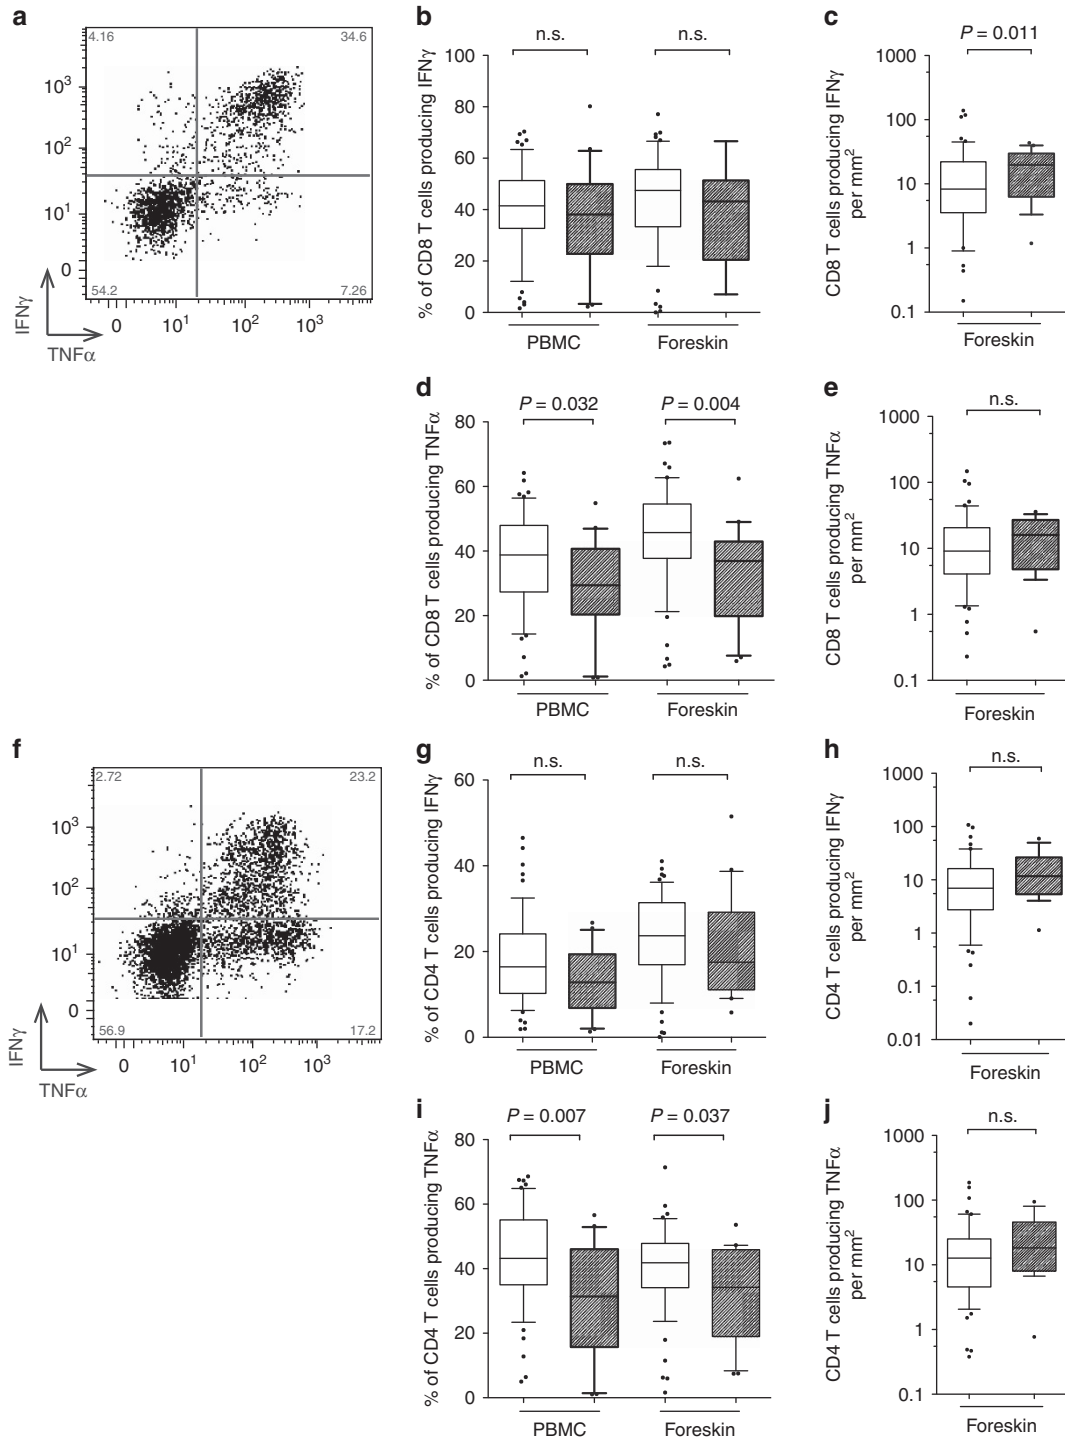 a
4.16
34.6
10³
10²
10¹
0
54.2
7.26
0
10¹
10²
10³
IFNγ
TNFα
b
n.s.
n.s.
100
80
60
40
20
0
% of CD8 T cells producing IFNγ
PBMC
Foreskin
c
P = 0.011
1000
100
10
1
0.1
CD8 T cells producing IFNγ
per mm²
Foreskin
d
P = 0.032
P = 0.004
80
60
40
20
0
% of CD8 T cells producing TNFα
PBMC
Foreskin
e
n.s.
1000
100
10
1
0.1
CD8 T cells producing TNFα
per mm²
Foreskin
f
2.72
23.2
10³
10²
10¹
0
56.9
17.2
0
10¹
10²
10³
IFNγ
TNFα
g
n.s.
n.s.
60
40
20
0
% of CD4 T cells producing IFNγ
PBMC
Foreskin
h
n.s.
1000
100
10
1
0.1
0.01
CD4 T cells producing IFNγ
per mm²
Foreskin
i
P = 0.007
P = 0.037
80
60
40
20
0
% of CD4 T cells producing TNFα
PBMC
Foreskin
j
n.s.
1000
100
10
1
0.1
CD4 T cells producing TNFα
per mm²
Foreskin